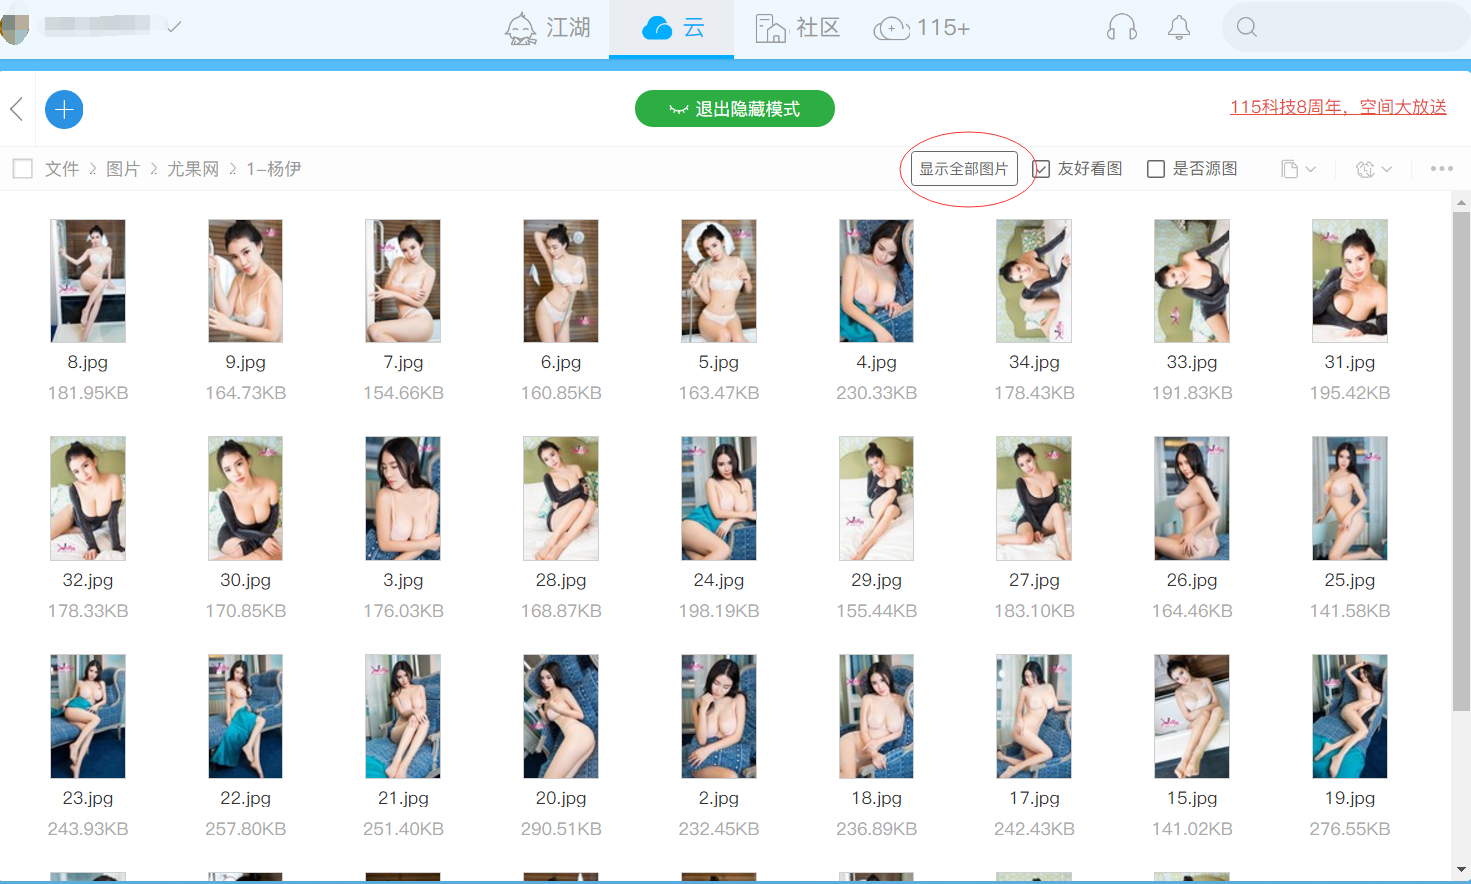 江湖
云
社区
115+
退出隐藏模式
115科技8周年，空间大放送
文件 > 图片 > 尤果网 > 1-杨伊
显示全部图片
友好看图
是否源图
8.jpg 9.jpg 7.jpg 6.jpg 5.jpg 4.jpg 34.jpg 33.jpg 31.jpg
181.95KB 164.73KB 154.66KB 160.85KB 163.47KB 230.33KB 178.43KB 191.83KB 195.42KB
32.jpg 30.jpg 3.jpg 28.jpg 24.jpg 29.jpg 27.jpg 26.jpg 25.jpg
178.33KB 170.85KB 176.03KB 168.87KB 198.19KB 155.44KB 183.10KB 164.46KB 141.58KB
23.jpg 22.jpg 21.jpg 20.jpg 2.jpg 18.jpg 17.jpg 15.jpg 19.jpg
243.93KB 257.80KB 251.40KB 290.51KB 232.45KB 236.89KB 242.43KB 141.02KB 276.55KB